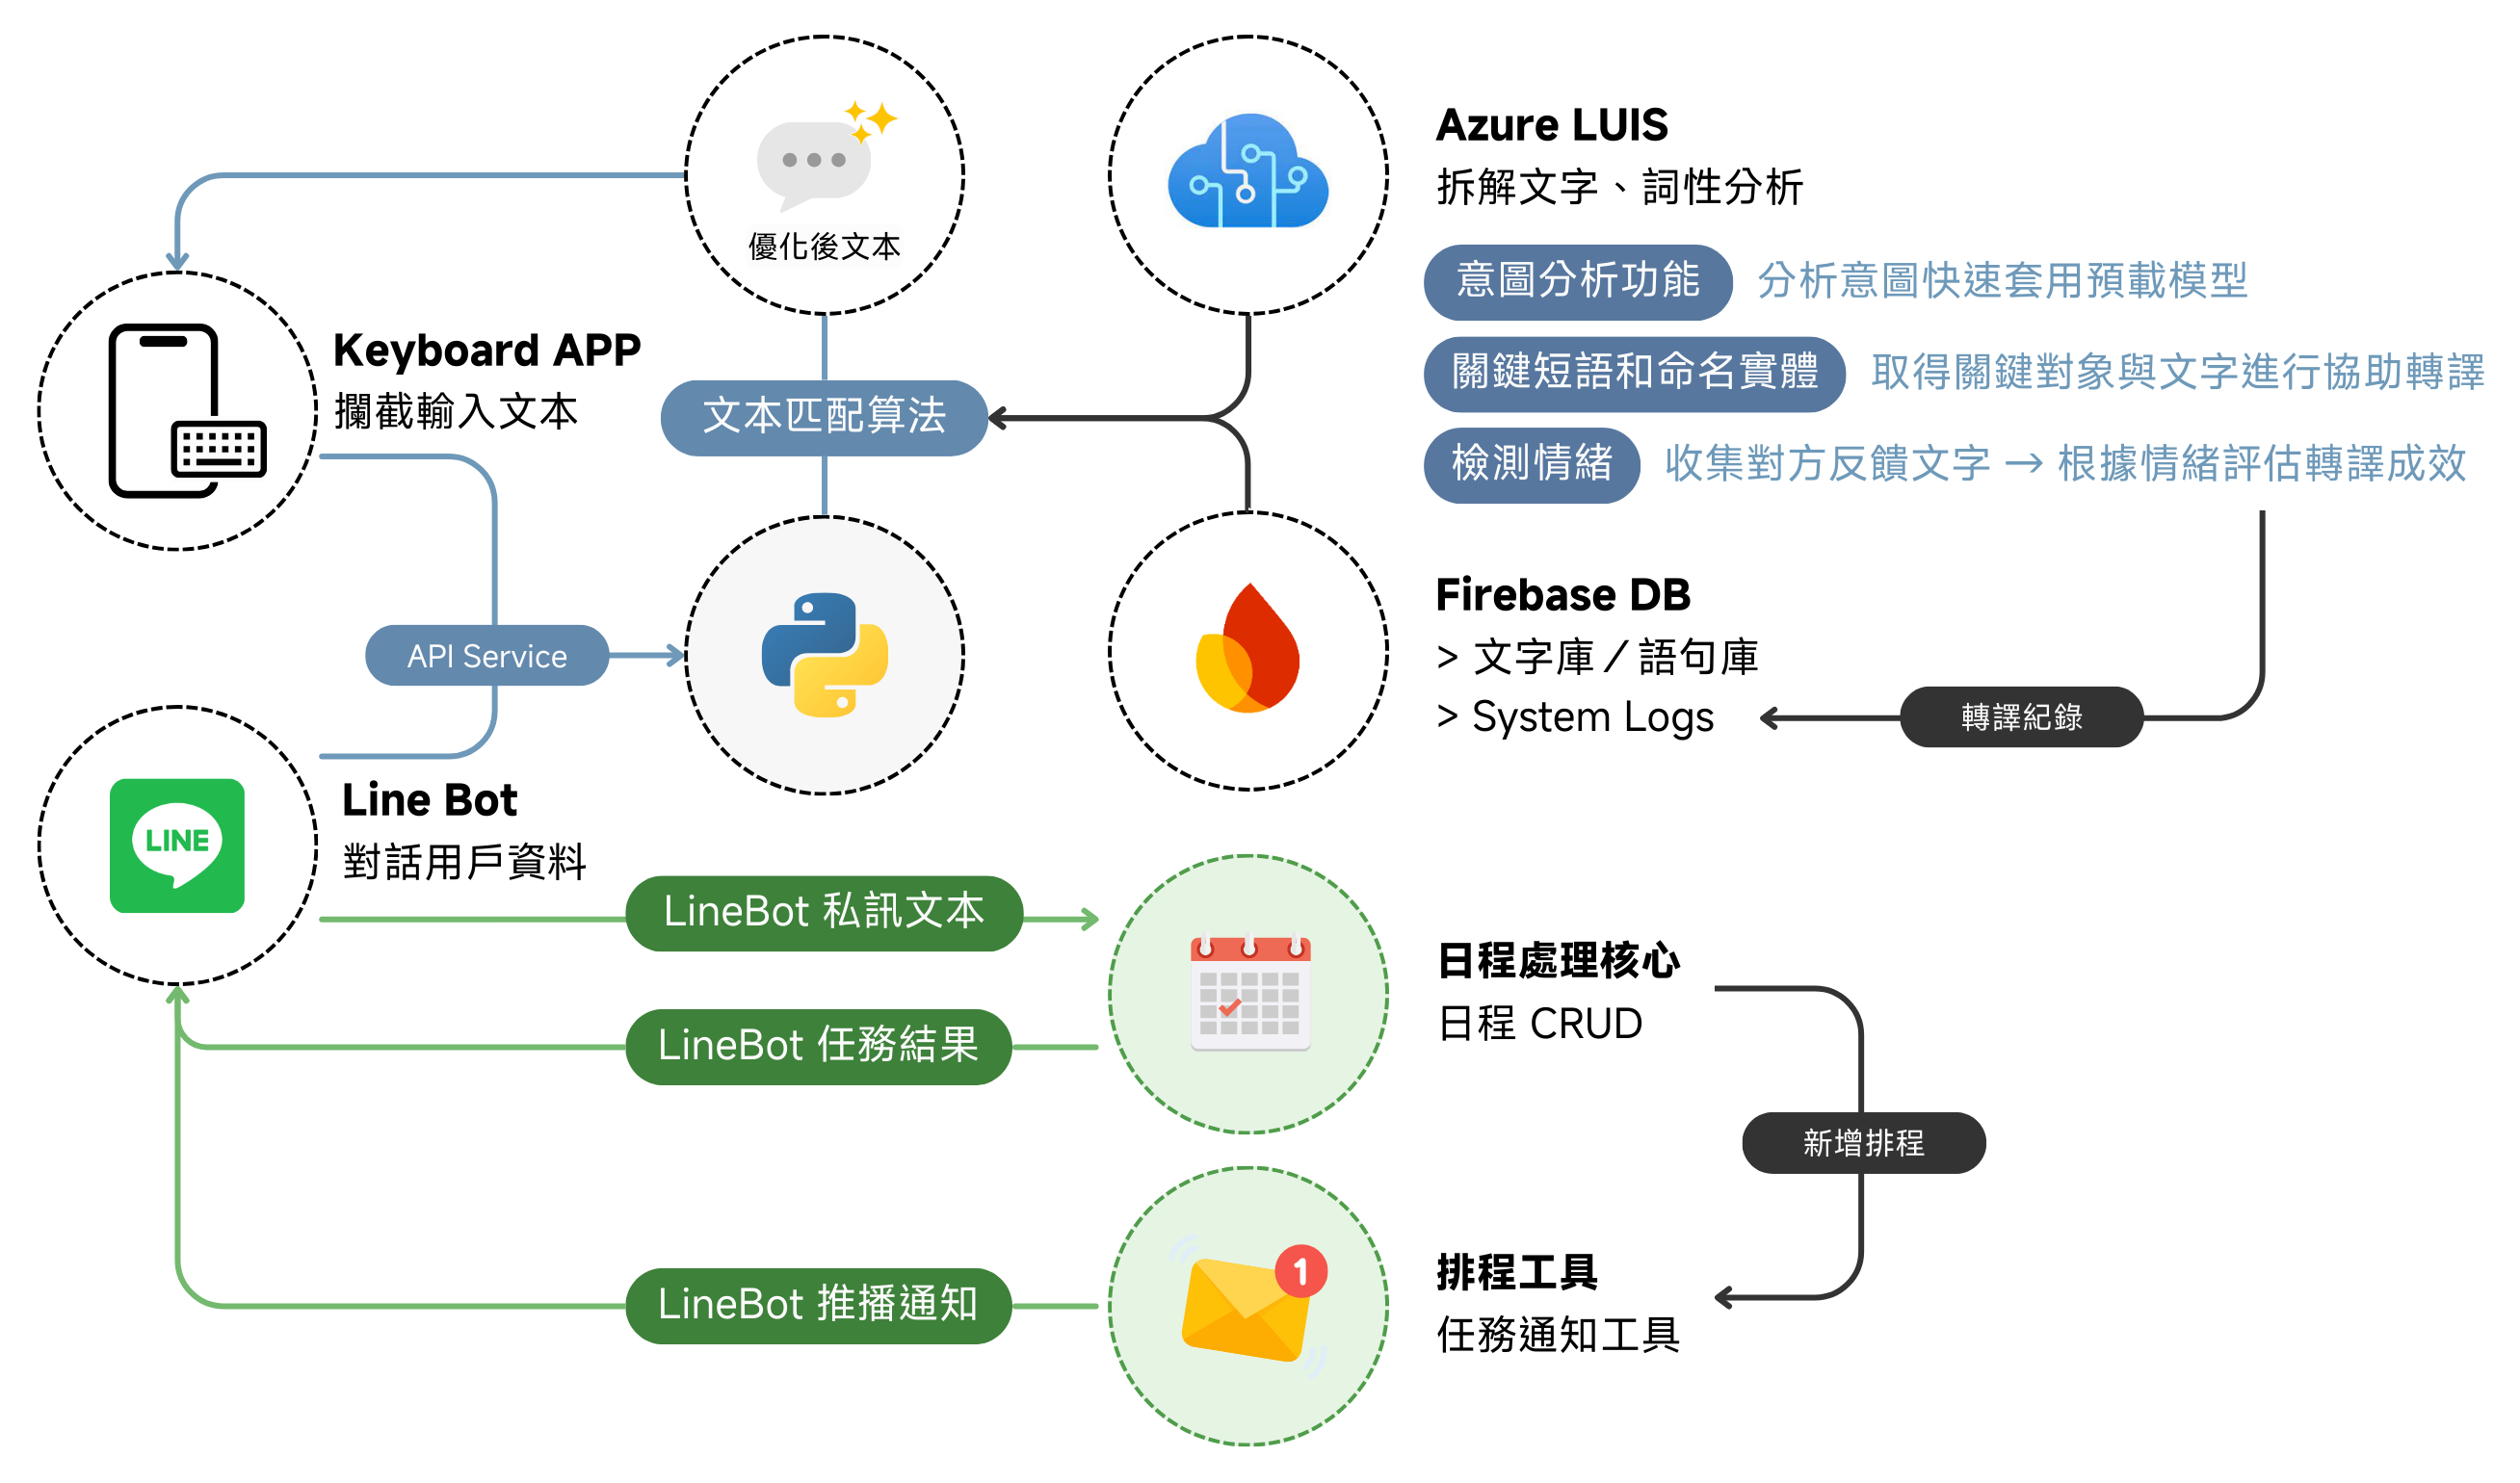 優化後文本
Azure LUIS
拆解文字、詞性分析
意圖分析功能 分析意圖快速套用預載模型
關鍵短語和命名實體 取得關鍵對象與文字進行協助轉譯
檢測情緒 收集對方反饋文字 → 根據情緒評估轉譯成效
Keyboard APP
攔截輸入文本
文本匹配算法
API Service
Firebase DB
> 文字庫 / 語句庫
> System Logs
轉譯紀錄
LINE
Line Bot
對話用戶資料
LineBot 私訊文本
LineBot 任務結果
日程處理核心
日程 CRUD
新增排程
LineBot 推播通知
1
排程工具
任務通知工具